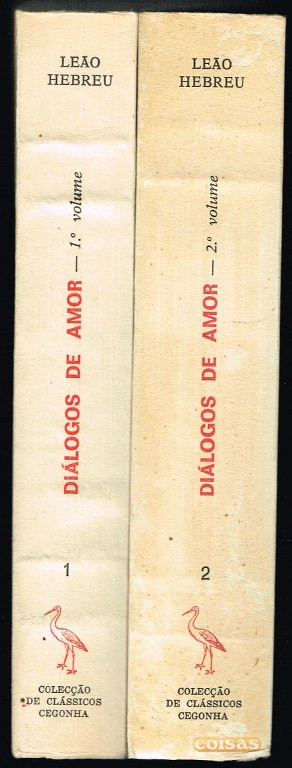 LEÃO
HEBREU
DIÁLOGOS DE AMOR — 1.º volume
1
COLECÇÃO
DE CLÁSSICOS
CEGONHA
LEÃO
HEBREU
DIÁLOGOS DE AMOR — 2.º volume
2
COLECÇÃO
DE CLÁSSICOS
CEGONHA
coisas